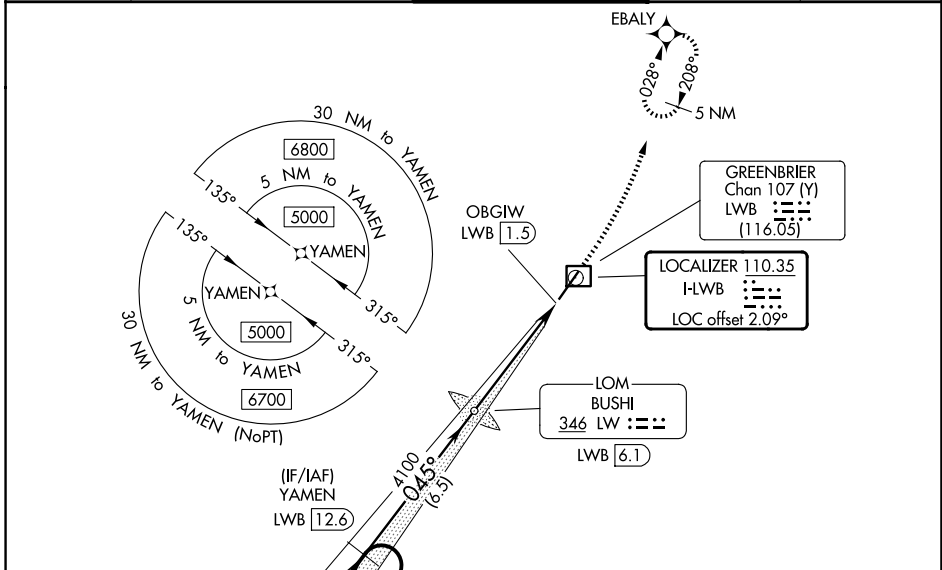 EBALY
028°
208°
5 NM
30 NM to YAMEN
6800
5 NM to YAMEN
5000
135°
YAMEN
315°
135°
YAMEN
5000
315°
5 NM to YAMEN
6700
30 NM to YAMEN (NoPT)
OBGIW
LWB 1.5
GREENBRIER
Chan 107 (Y)
LWB
(116.05)
LOCALIZER 110.35
I-LWB
LOC offset 2.09°
LOM
BUSHI
346 LW
LWB 6.1
4100
045°
(6.5)
(IF/IAF)
YAMEN
LWB 12.6